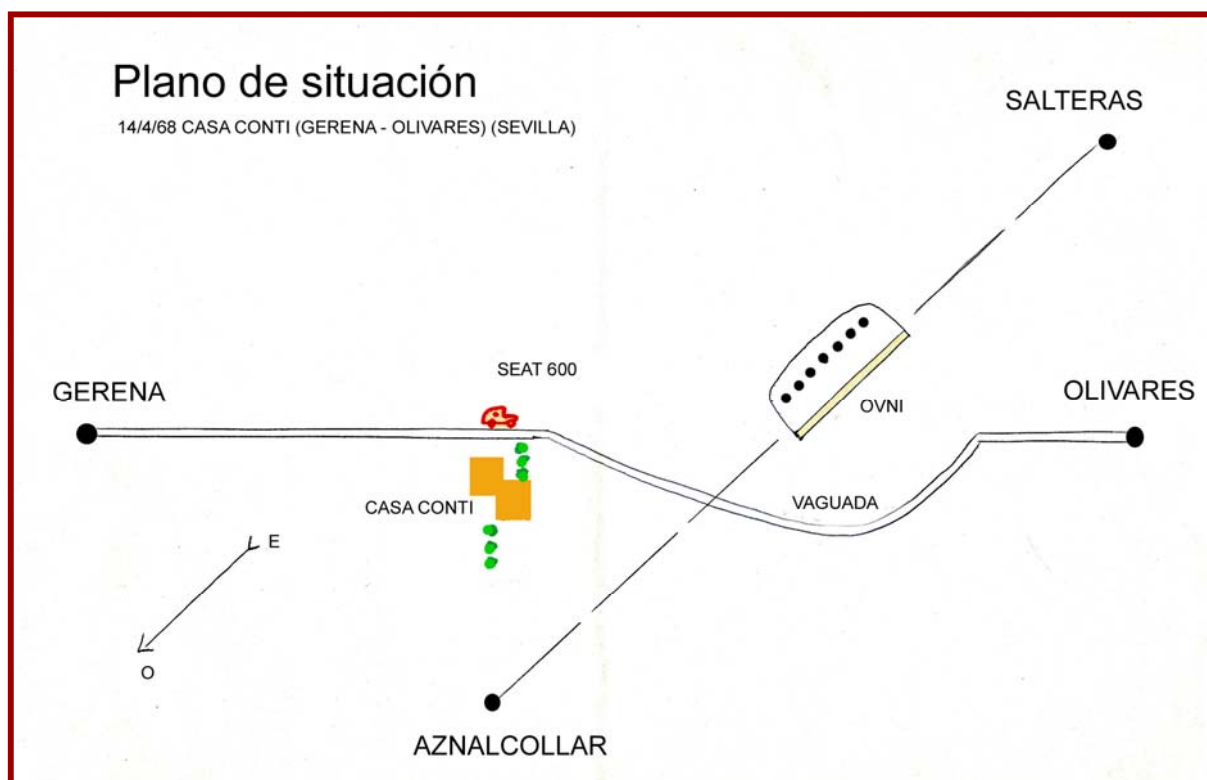 Plano de situación
14/4/68 CASA CONTI (GERENA - OLIVARES) (SEVILLA)
SALTERAS
SEAT 600
GERENA
OVNI
OLIVARES
CASA CONTI
VAGUADA
E
O
AZNALCOLLAR